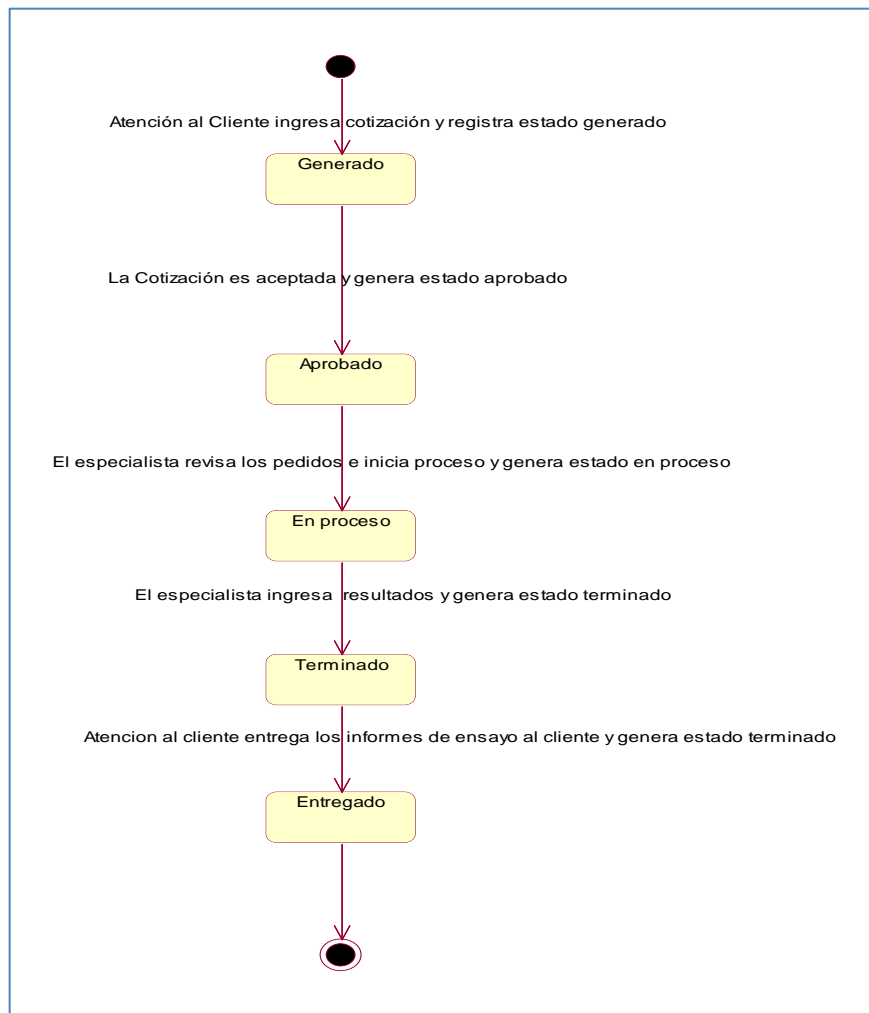 Atención al Cliente ingresa cotización y registra estado generado
Generado
La Cotización es aceptada y genera estado aprobado
Aprobado
El especialista revisa los pedidos e inicia proceso y genera estado en proceso
En proceso
El especialista ingresa resultados y genera estado terminado
Terminado
Atencion al cliente entrega los informes de ensayo al cliente y genera estado terminado
Entregado